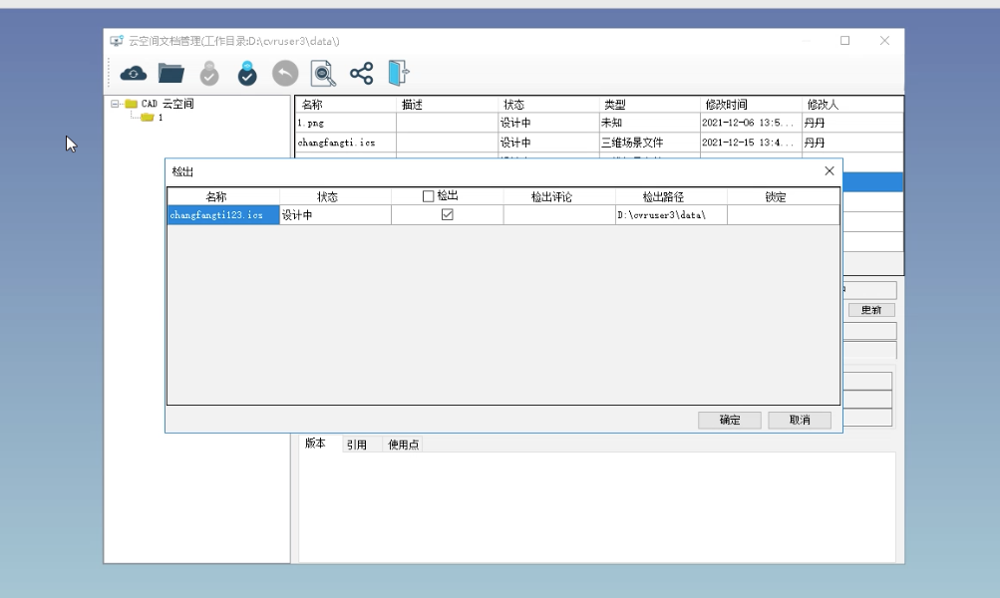 云空间文档管理(工作目录:D:\cvruser3\data\)
CAD 云空间
1
名称 描述 状态 类型 修改时间 修改人
1.png 设计中 未知 2021-12-06 13:5... 丹丹
changfangti.ics 设计中 三维场景文件 2021-12-15 13:4... 丹丹
检出
名称 状态 检出 检出评论 检出路径 锁定
changfangti123.ics 设计中 D:\cvruser3\data\
更新
确定 取消
版本 引用 使用点